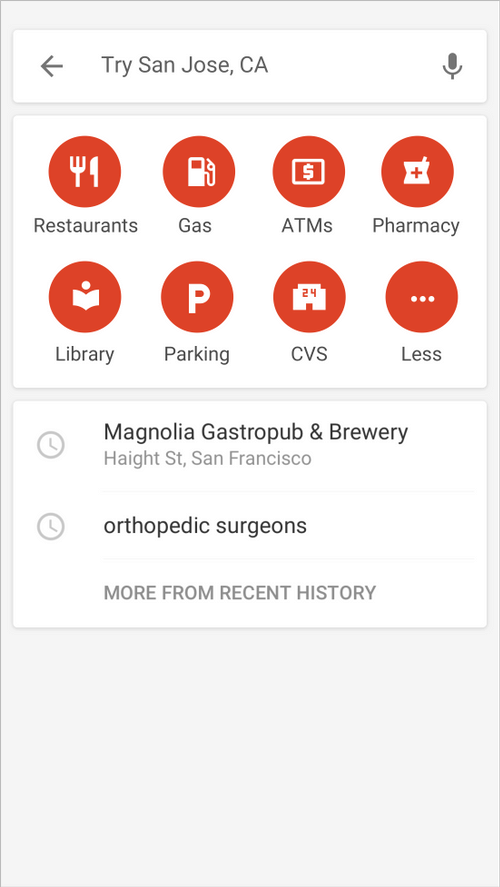 Try San Jose, CA
Restaurants Gas ATMs Pharmacy
Library Parking 24 CVS Less
Magnolia Gastropub & Brewery
Haight St, San Francisco
orthopedic surgeons
MORE FROM RECENT HISTORY